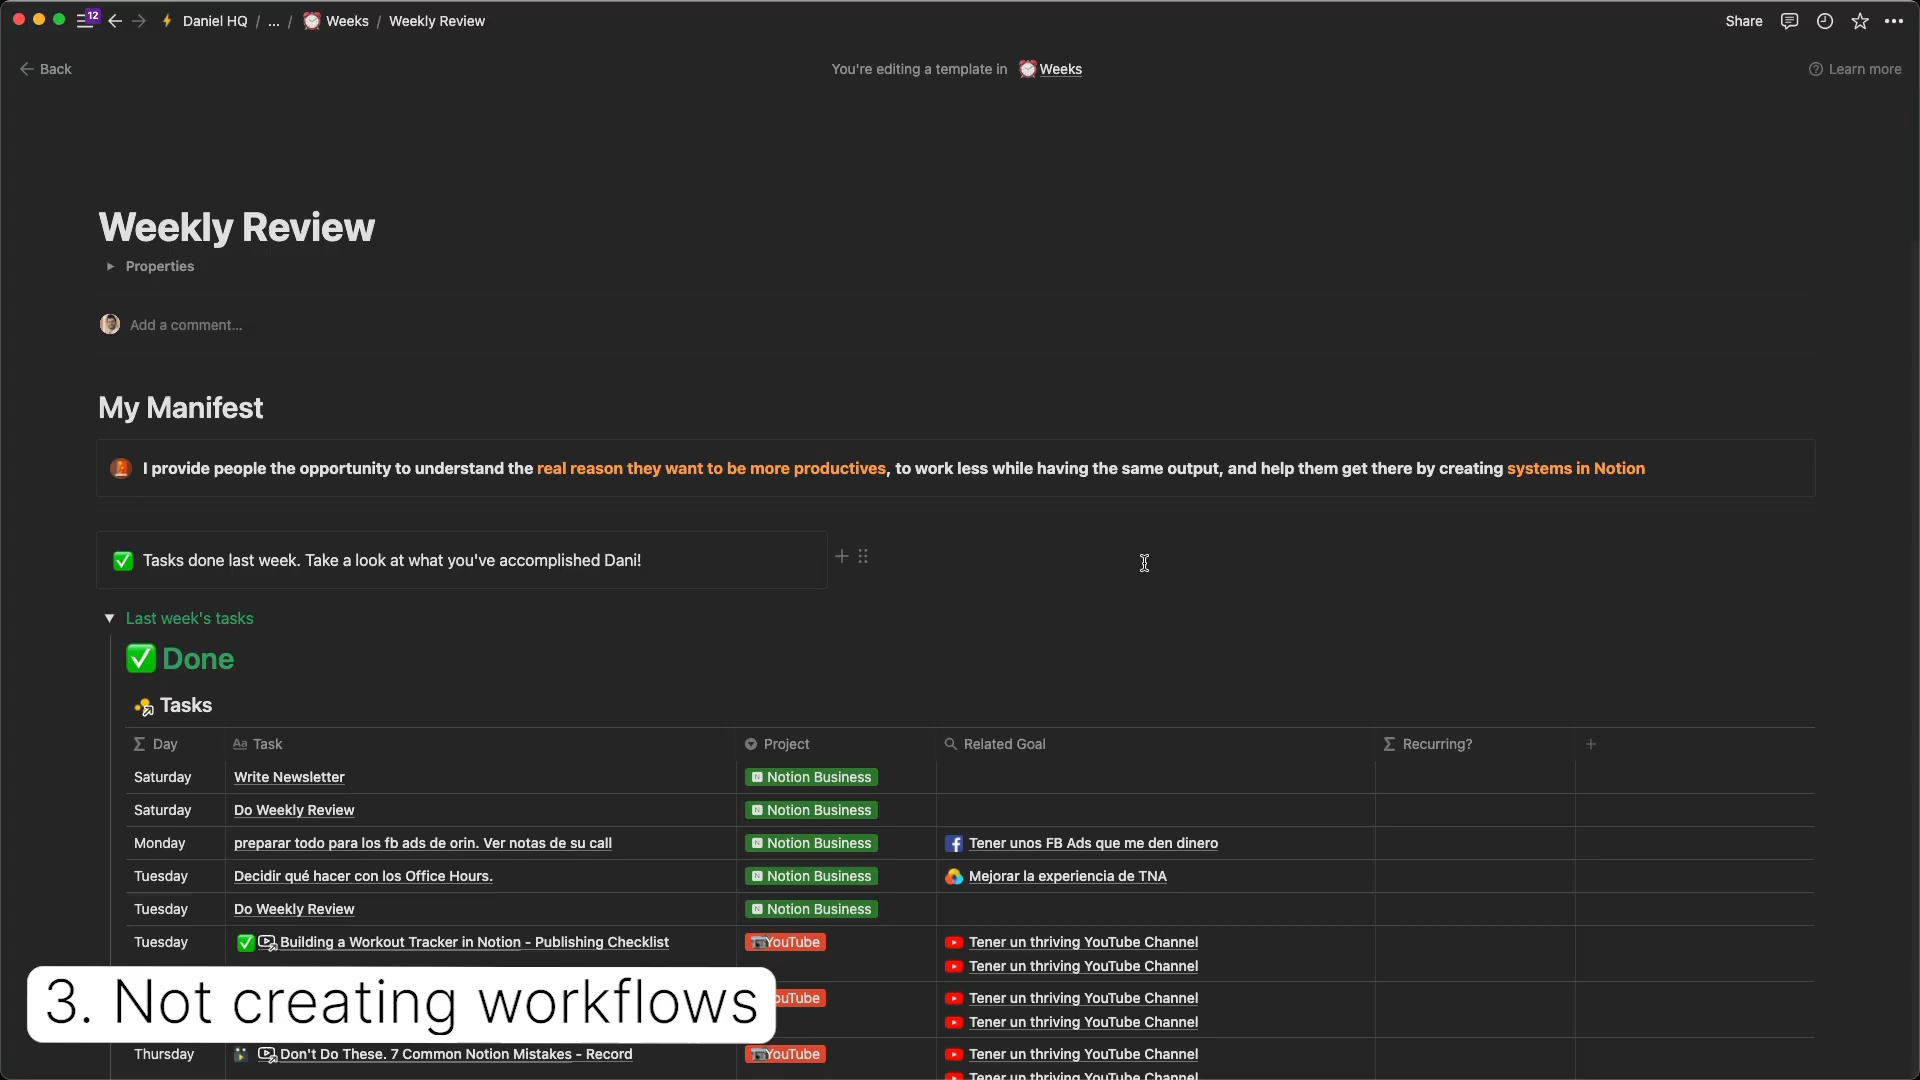 12
Daniel HQ / ... / Weeks / Weekly Review
Share
Back
You're editing a template in Weeks
Learn more
Weekly Review
Properties
Add a comment...
My Manifest
I provide people the opportunity to understand the real reason they want to be more productives, to work less while having the same output, and help them get there by creating systems in Notion
Tasks done last week. Take a look at what you've accomplished Dani!
Last week's tasks
Done
Tasks
Day Task Project Related Goal Recurring?
Saturday Write Newsletter Notion Business
Saturday Do Weekly Review Notion Business
Monday preparar todo para los fb ads de orin. Ver notas de su call Notion Business Tener unos FB Ads que me den dinero
Tuesday Decidir qué hacer con los Office Hours. Notion Business Mejorar la experiencia de TNA
Tuesday Do Weekly Review Notion Business
Tuesday Building a Workout Tracker in Notion - Publishing Checklist YouTube Tener un thriving YouTube Channel
Tener un thriving YouTube Channel
3. Not creating workflows
ouTube Tener un thriving YouTube Channel
Tener un thriving YouTube Channel
Thursday Don't Do These. 7 Common Notion Mistakes - Record YouTube Tener un thriving YouTube Channel
Tener un thriving YouTube Channel